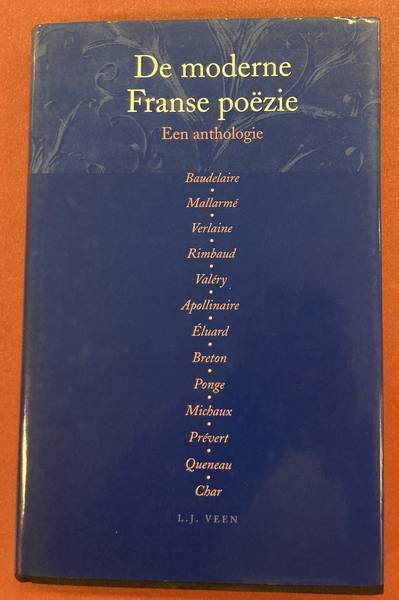 De moderne
Franse poëzie
Een anthologie
Baudelaire
•
Mallarmé
•
Verlaine
•
Rimbaud
•
Valéry
•
Apollinaire
•
Éluard
•
Breton
•
Ponge
•
Michaux
•
Prévert
•
Queneau
•
Char
L.J. VEEN